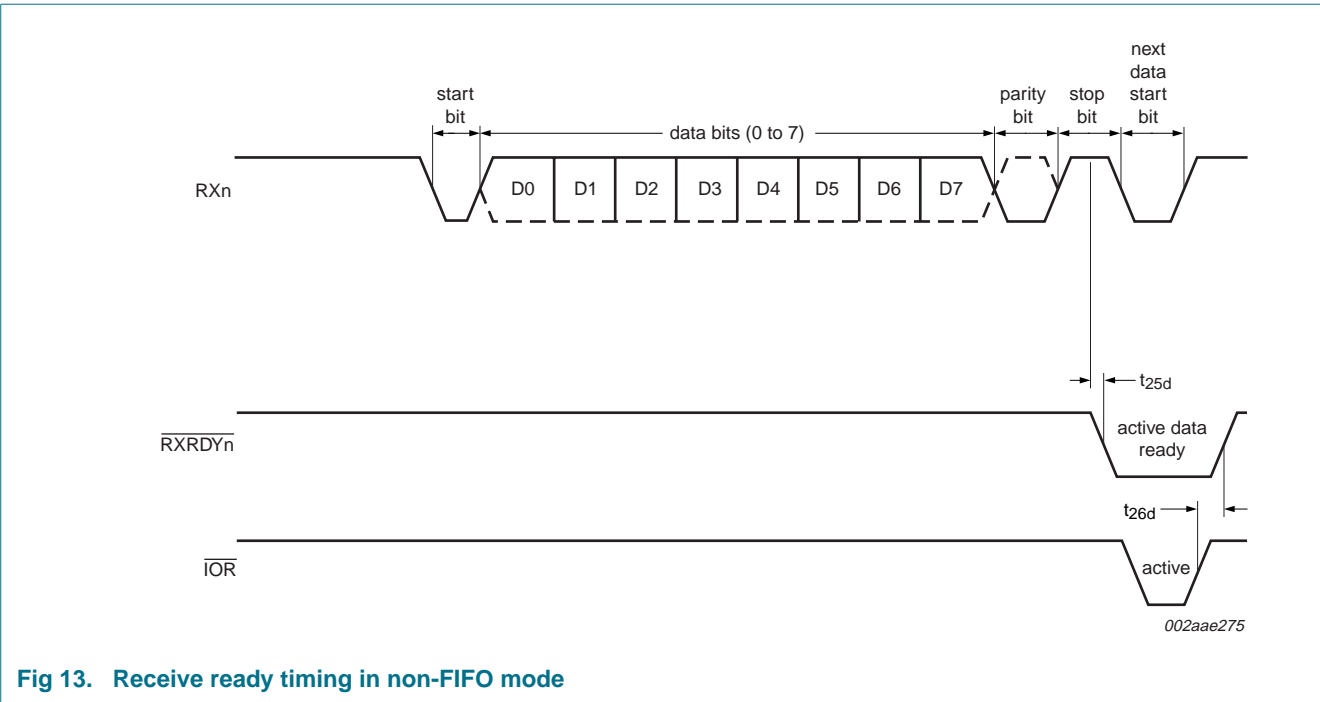 next
data
start
bit
start
bit
parity
bit
stop
bit
data bits (0 to 7)
RXn
D0 D1 D2 D3 D4 D5 D6 D7
t25d
RXRDYn
active data
ready
t26d
IOR
active
002aae275
Fig 13. Receive ready timing in non-FIFO mode